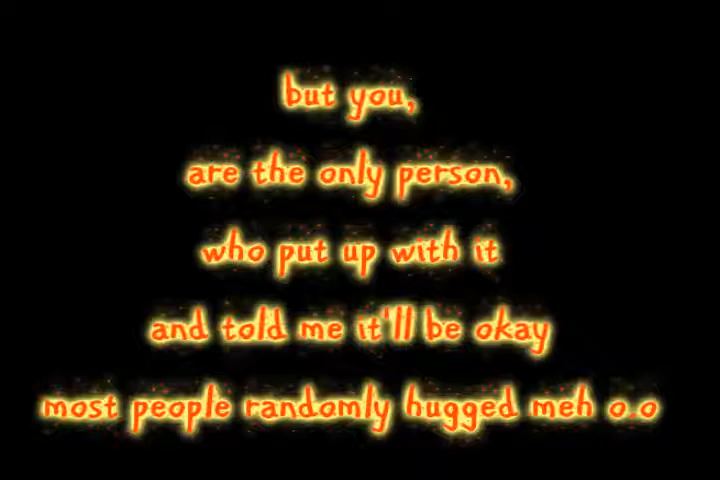 but you,
are the only person,
who put up with it
and told me it'll be okay
most people randomly hugged meh o.o